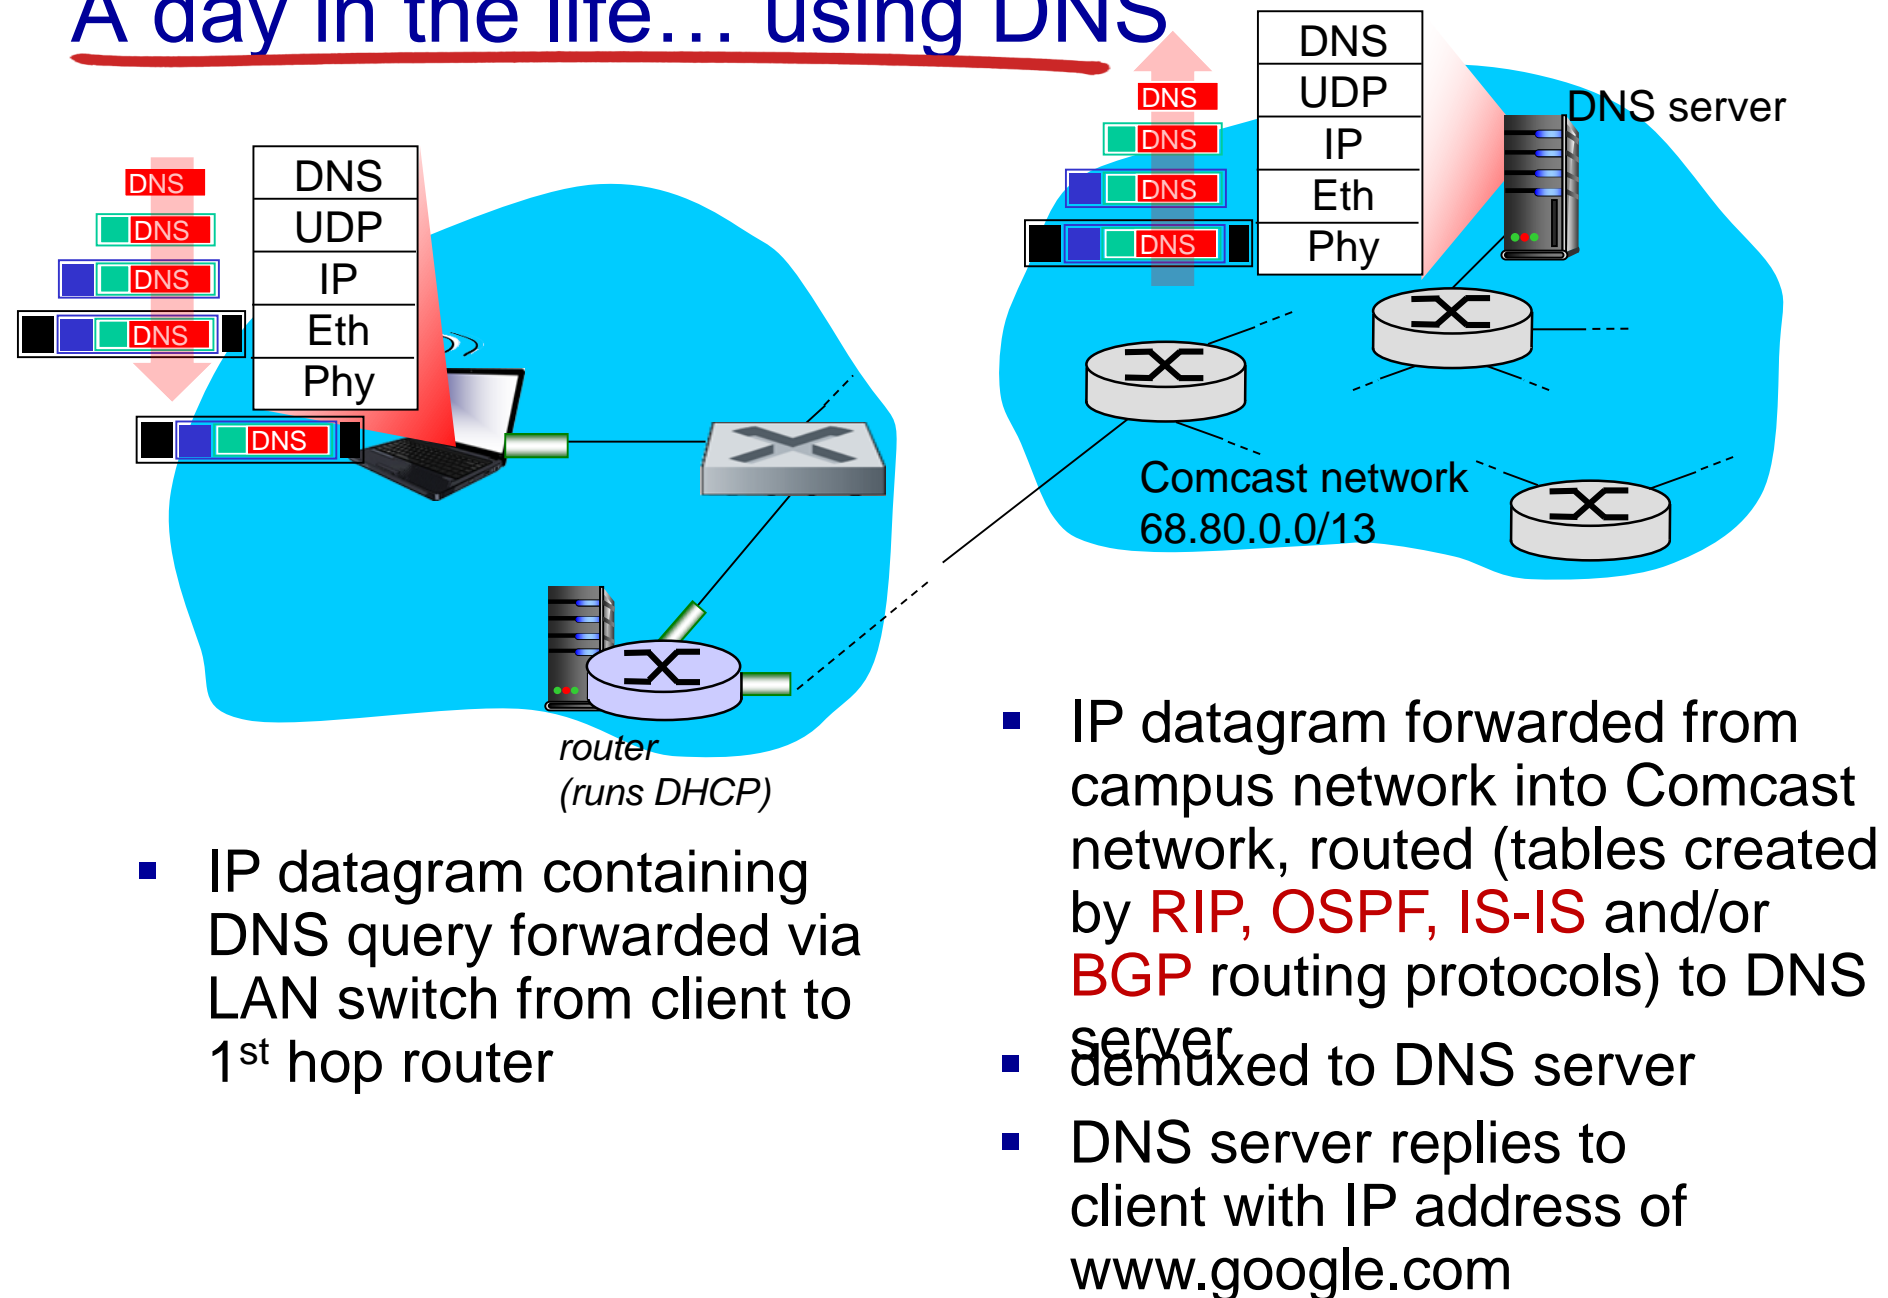 A day in the life… using DNS
DNS
UDP
IP
Eth
Phy
DNS
DNS
DNS
DNS
DNS
DNS
UDP
IP
Eth
Phy
DNS
DNS
DNS
DNS
DNS server
Comcast network
68.80.0.0/13
router
(runs DHCP)
IP datagram containing
DNS query forwarded via
LAN switch from client to
1st hop router
IP datagram forwarded from
campus network into Comcast
network, routed (tables created
by RIP, OSPF, IS-IS and/or
BGP routing protocols) to DNS
server
demuxed to DNS server
DNS server replies to
client with IP address of
www.google.com